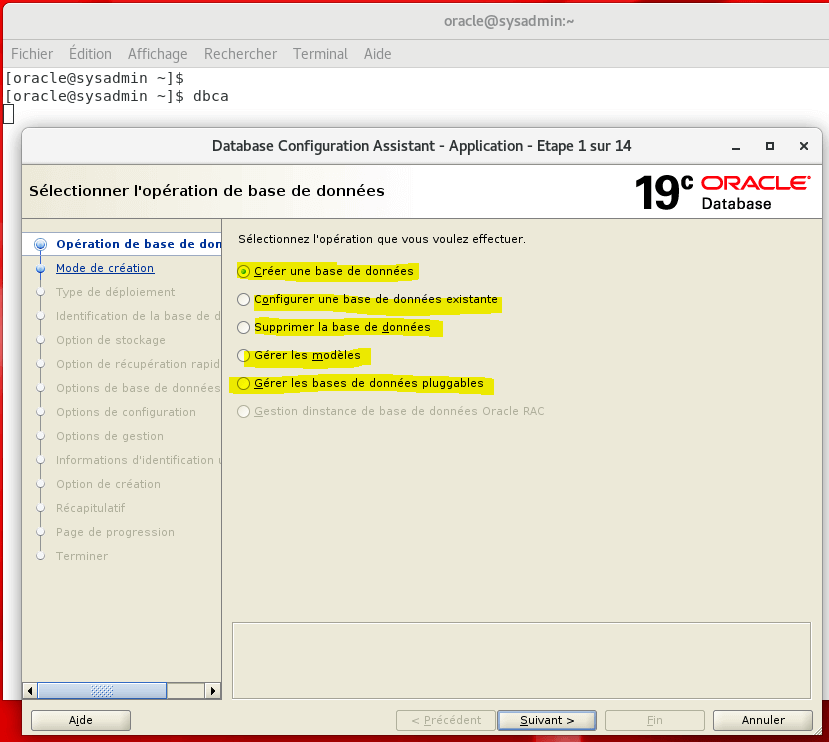 oracle@sysadmin:~
Fichier Édition Affichage Rechercher Terminal Aide
[oracle@sysadmin ~]$
[oracle@sysadmin ~]$ dbca
Database Configuration Assistant - Application - Etape 1 sur 14
Sélectionner l'opération de base de données
19c ORACLE
Database
Opération de base de don
Mode de création
Type de déploiement
Identification de la base de d
Option de stockage
Option de récupération rapid
Options de base de données
Options de configuration
Options de gestion
Informations d'identification u
Option de création
Récapitulatif
Page de progression
Terminer
Sélectionnez l'opération que vous voulez effectuer.
Créer une base de données
Configurer une base de données existante
Supprimer la base de données
Gérer les modèles
Gérer les bases de données pluggables
Gestion dinstance de base de données Oracle RAC
Aide
< Précédent
Suivant >
Fin
Annuler